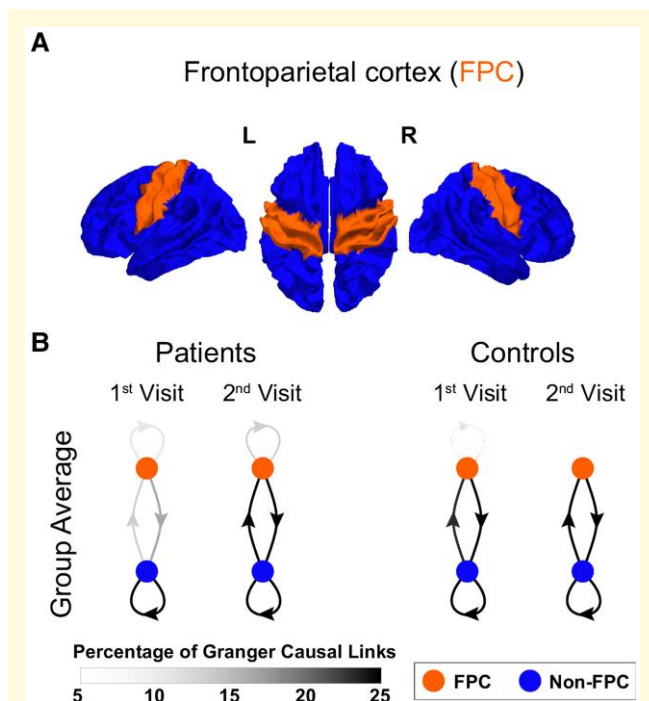 A
Frontoparietal cortex (FPC)
L R
B
Patients Controls
1st Visit 2nd Visit 1st Visit 2nd Visit
Group Average
Percentage of Granger Causal Links
5 10 15 20 25
FPC Non-FPC